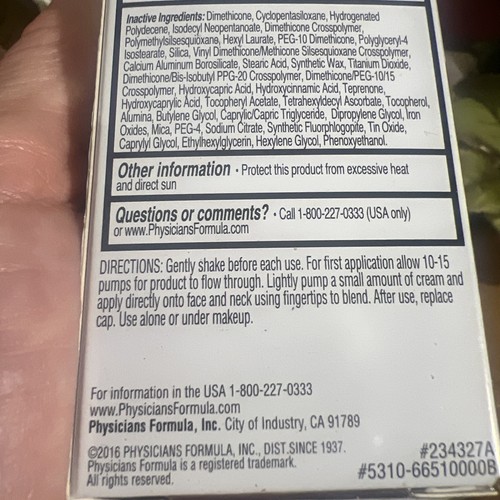 Inactive Ingredients: Dimethicone, Cyclopentasiloxane, Hydrogenated
Polydecene, Isodecyl Neopentanoate, Dimethicone Crosspolymer,
Polymethylsilsesquioxane, Hexyl Laurate, PEG-10 Dimethicone, Polyglyceryl-4
Isostearate, Silica, Vinyl Dimethicone/Methicone Silsesquioxane Crosspolymer,
Calcium Aluminum Borosilicate, Stearic Acid, Synthetic Wax, Titanium Dioxide,
Dimethicone/Bis-Isobutyl PPG-20 Crosspolymer, Dimethicone/PEG-10/15
Crosspolymer, Hydroxycapric Acid, Hydroxycinnamic Acid, Teprenone,
Hydroxycaprylic Acid, Tocopheryl Acetate, Tetrahexyldecyl Ascorbate, Tocopherol,
Alumina, Butylene Glycol, Caprylic/Capric Triglyceride, Dipropylene Glycol, Iron
Oxides, Mica, PEG-4, Sodium Citrate, Synthetic Fluorphlogopite, Tin Oxide,
Caprylyl Glycol, Ethylhexylglycerin, Hexylene Glycol, Phenoxyethanol.
Other information • Protect this product from excessive heat
and direct sun
Questions or comments? • Call 1-800-227-0333 (USA only)
or www.PhysiciansFormula.com
DIRECTIONS: Gently shake before each use. For first application allow 10-15
pumps for product to flow through. Lightly pump a small amount of cream and
apply directly onto face and neck using fingertips to blend. After use, replace
cap. Use alone or under makeup.
For information in the USA 1-800-227-0333
www.PhysiciansFormula.com
Physicians Formula, Inc. City of Industry, CA 91789
©2016 PHYSICIANS FORMULA, INC., DIST.SINCE 1937.
Physicians Formula is a registered trademark.
All rights reserved.
#234327A
#5310-66510000B